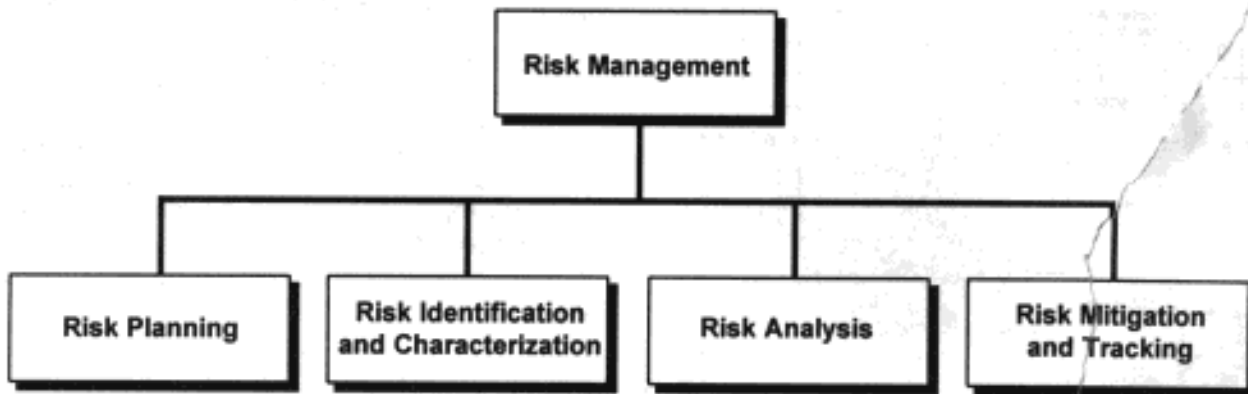 Risk Management
Risk Planning
Risk Identification
and Characterization
Risk Analysis
Risk Mitigation
and Tracking